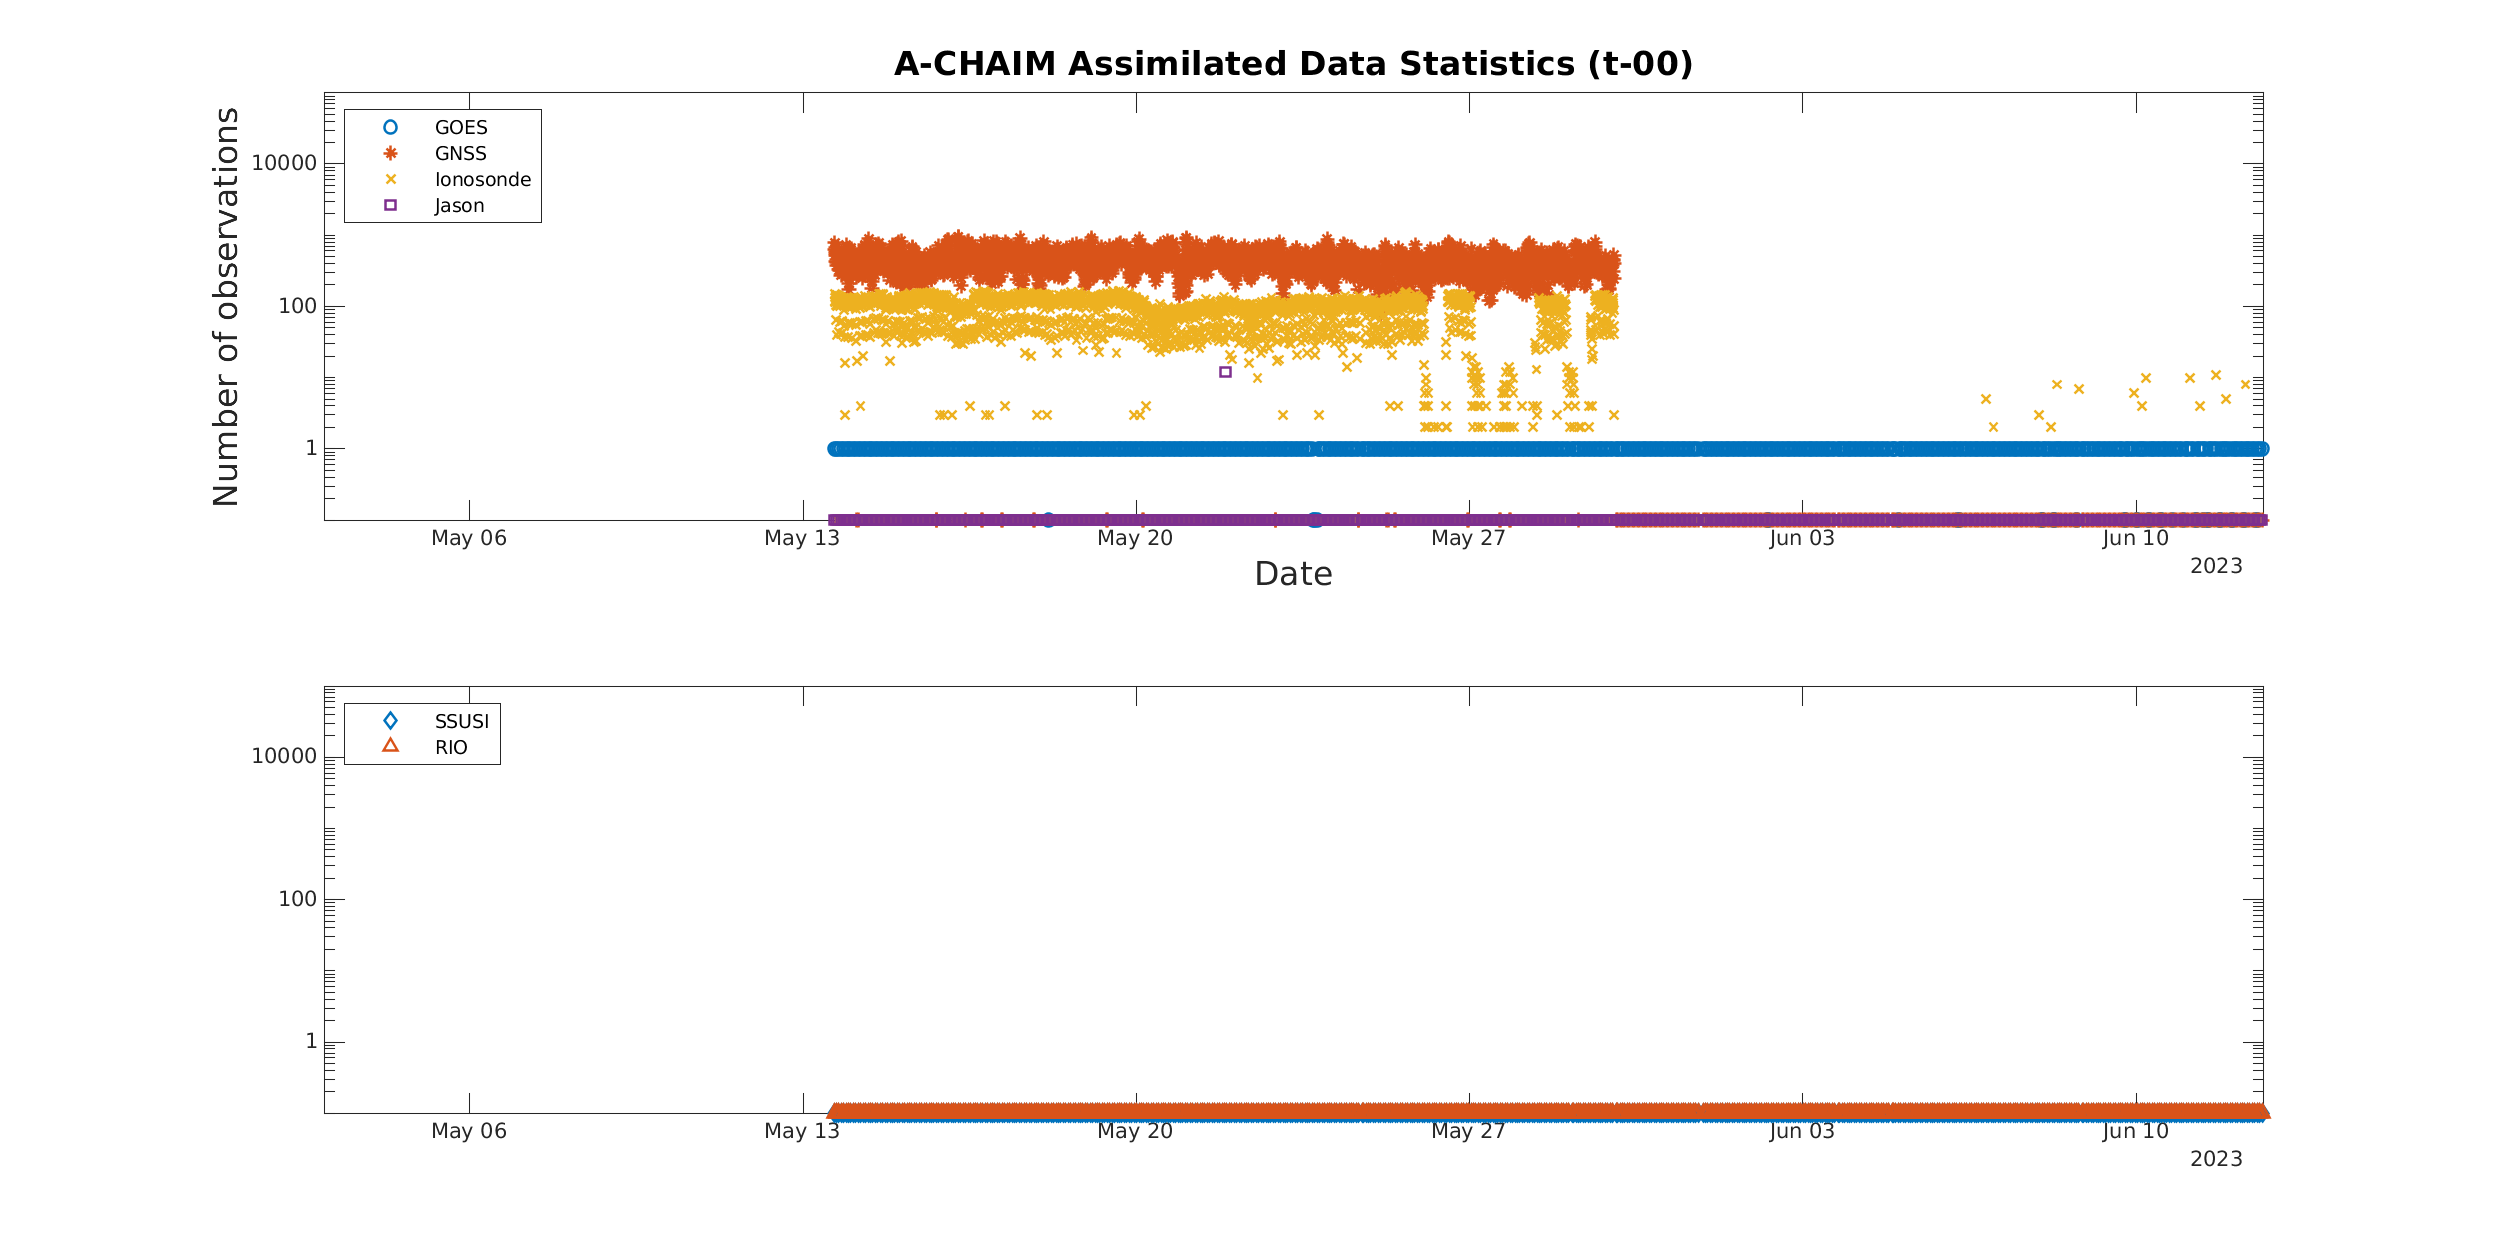 A-CHAIM Assimilated Data Statistics (t-00)
Number of observations
10000
100
1
GOES
GNSS
Ionosonde
Jason
May 06
May 13
May 20
May 27
Jun 03
Jun 10
2023
Date
10000
100
1
SSUSI
RIO
May 06
May 13
May 20
May 27
Jun 03
Jun 10
2023